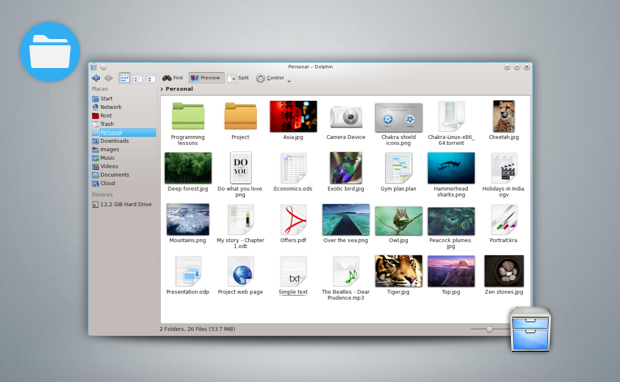 Personal – Dolphin
Find
Preview
Split
Control
Places
Start
Network
Root
Trash
Personal
Downloads
Images
Music
Videos
Documents
Cloud
Devices
12,2 GiB Hard Drive
> Personal
Programming
lessons
Project
Asia.jpg
Camera Device
Chakra shield
icons.png
Chakra-Linux-x86_
64.torrent
Cheetah.jpg
Deep forest.jpg
DO
YOU
Do what you love.
png
Economics.ods
Exotic bird.jpg
Gym plan.plan
Hammerhead
sharks.png
Holidays in India.
ogv
Mountains.png
My story - Chapter
1.odt
Offers.pdf
Over the sea.png
Owl.jpg
Peacock plumes.
jpg
Portrait.kra
Presentation.odp
Project web page
txt
Simple text
The Beatles - Dear
Prudence.mp3
Tiger.jpg
Top.jpg
Zen stones.jpg
2 Folders, 26 Files (53.7 MiB)